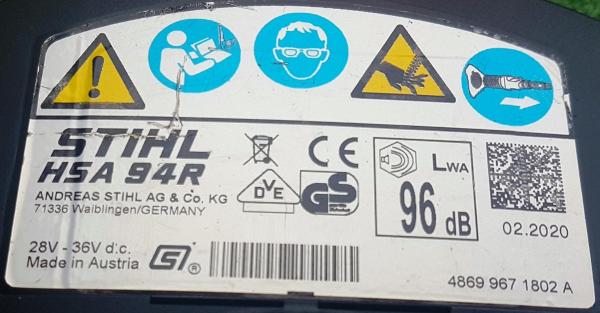 STIHL
HSA 94R
ANDREAS STIHL AG & Co. KG
71336 Waiblingen/GERMANY
28V - 36V d.c.
Made in Austria
®
CE
DVE
GS
LWA
96 dB
02.2020
4869 967 1802 A